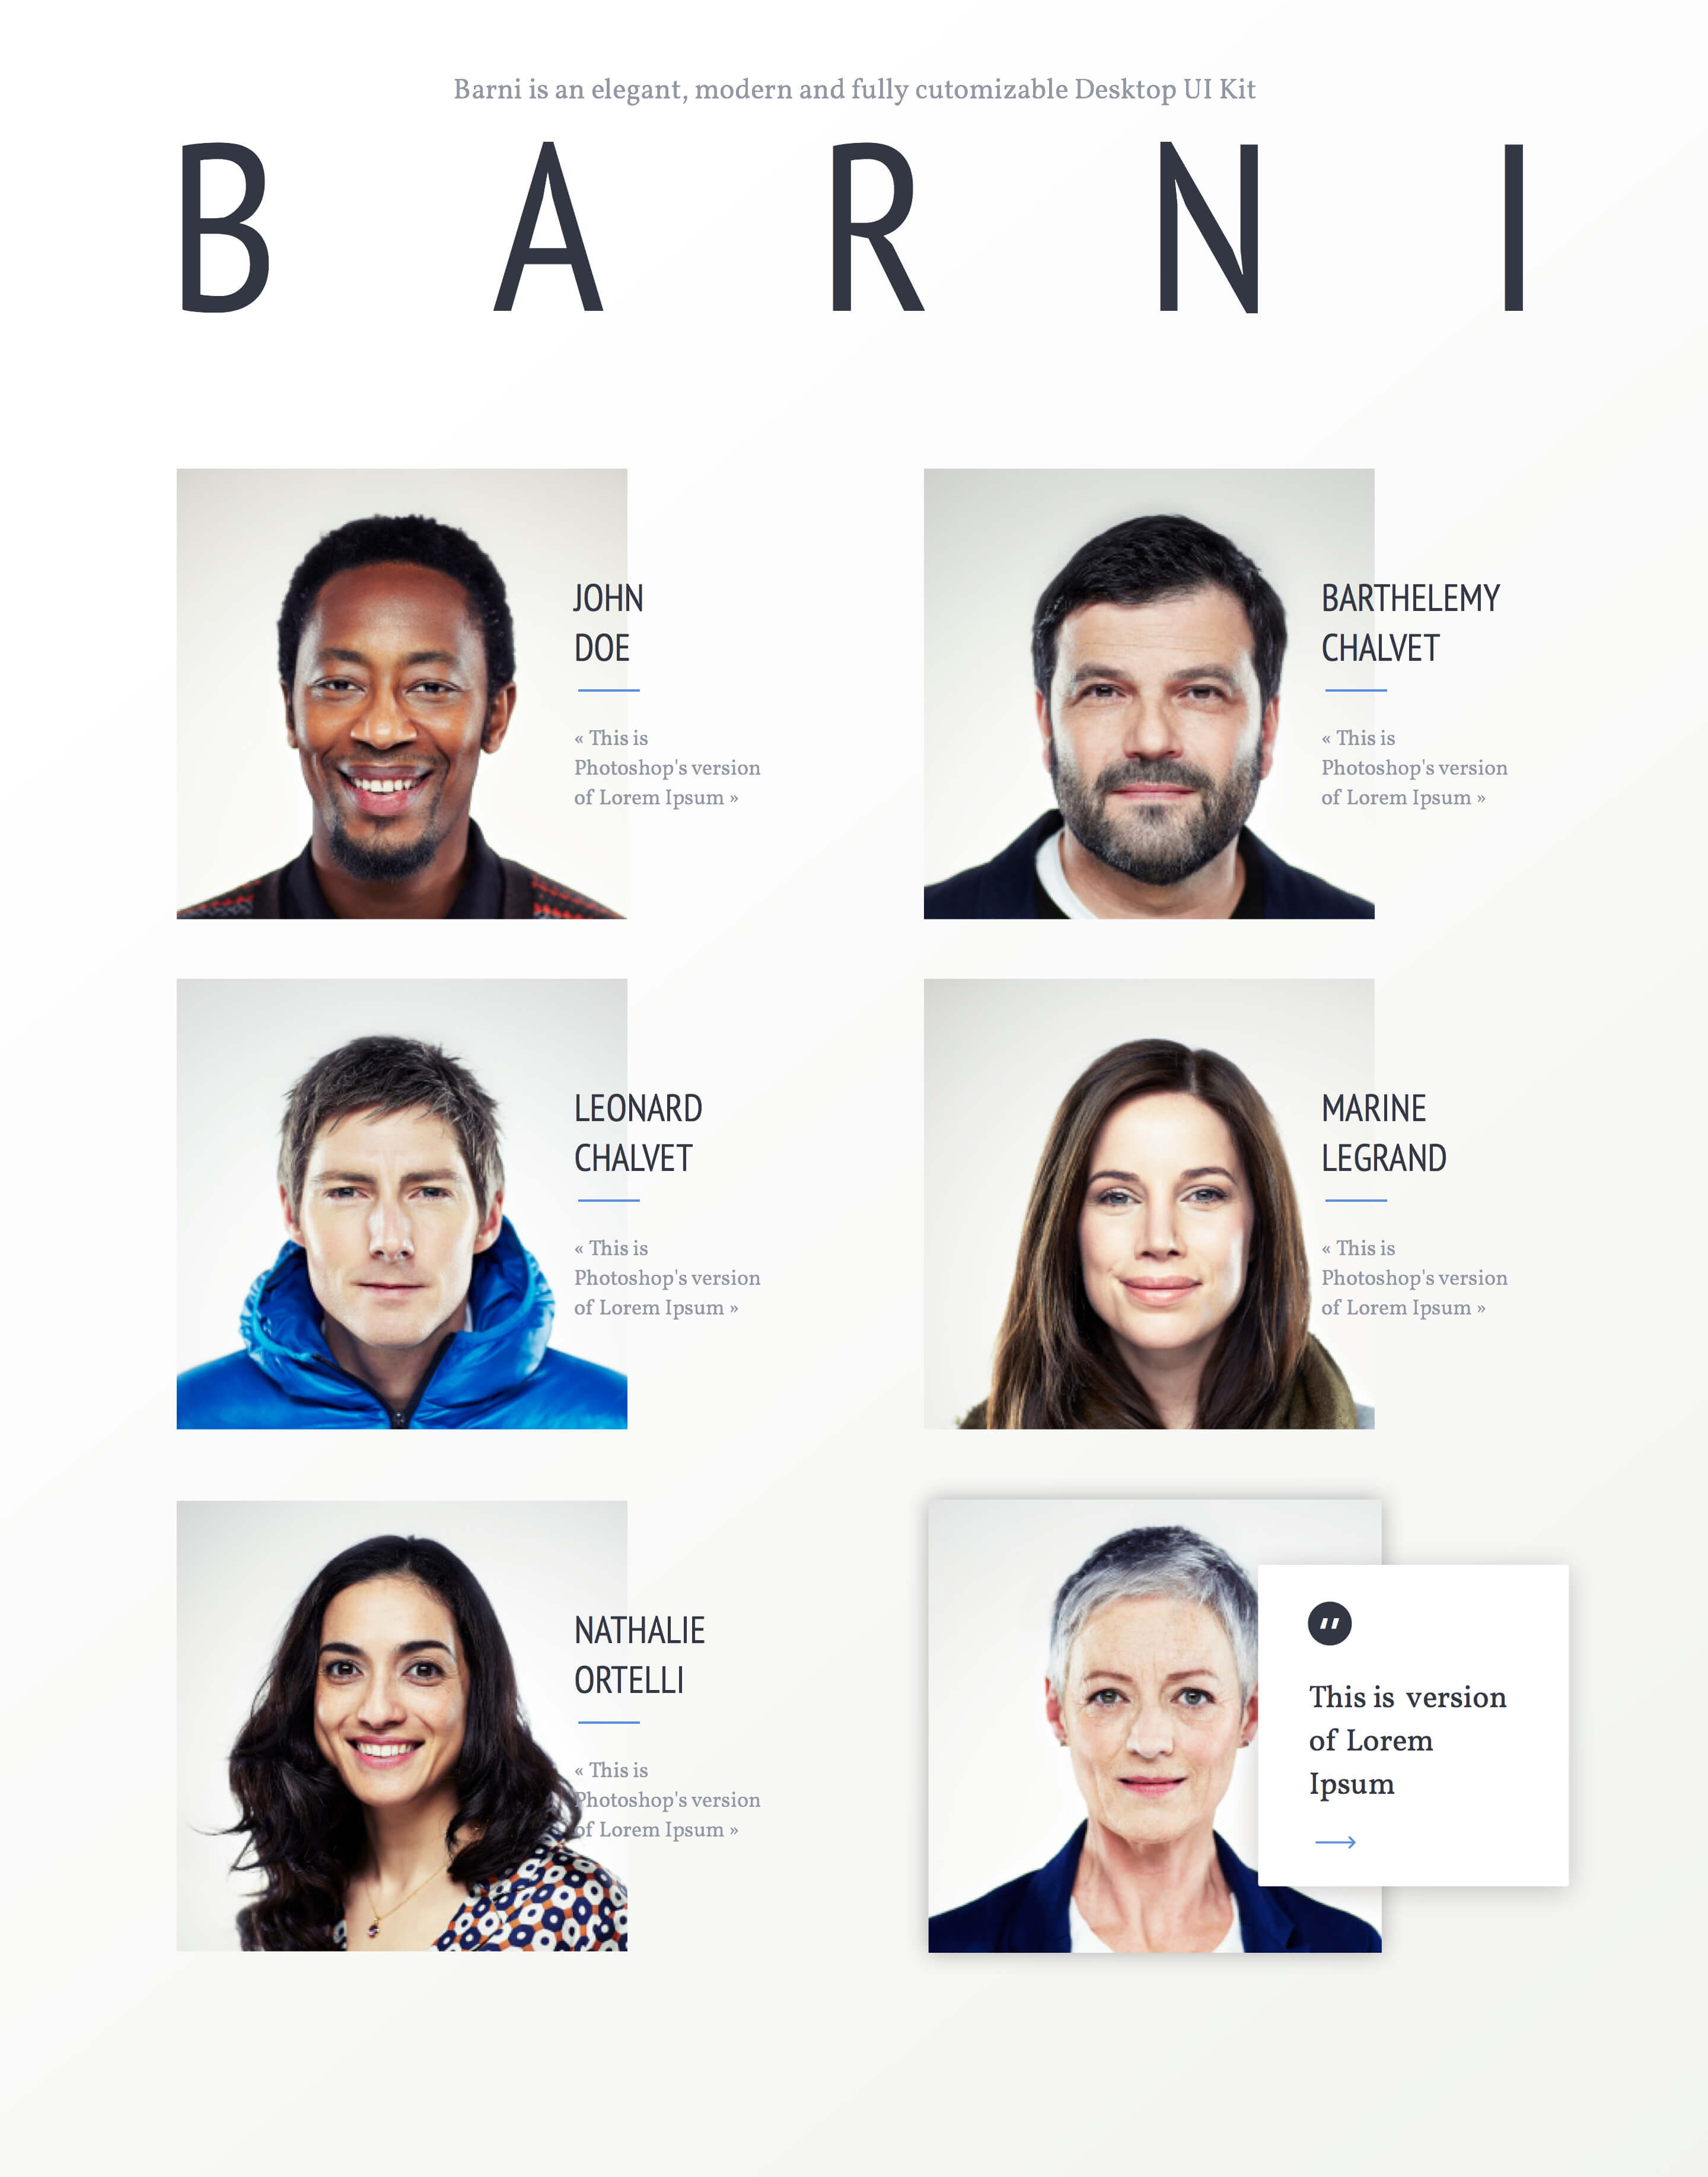 Barni is an elegant, modern and fully cutomizable Desktop UI Kit
B A R N I
JOHN
DOE
« This is
Photoshop's version
of Lorem Ipsum »
BARTHELEMY
CHALVET
« This is
Photoshop's version
of Lorem Ipsum »
LEONARD
CHALVET
« This is
Photoshop's version
of Lorem Ipsum »
MARINE
LEGRAND
« This is
Photoshop's version
of Lorem Ipsum »
NATHALIE
ORTELLI
« This is
Photoshop's version
of Lorem Ipsum »
"
This is version
of Lorem
Ipsum